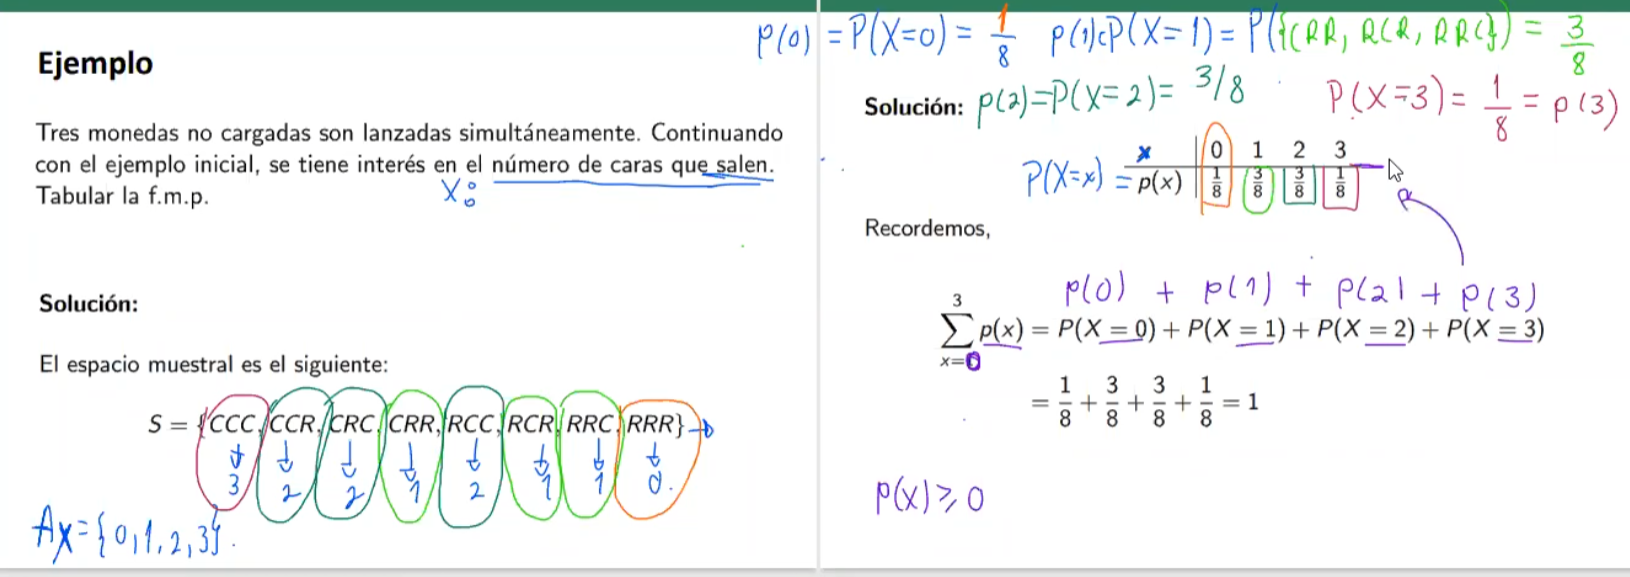 Ejemplo
Tres monedas no cargadas son lanzadas simultáneamente. Continuando
con el ejemplo inicial, se tiene interés en el número de caras que salen.
Tabular la f.m.p.
X:
Solución:
El espacio muestral es el siguiente:
S = {CCC, CCR, CRC, CRR, RCC, RCR, RRC, RRR}
3 2 2 1 2 1 1 0.
Ax = {0,1,2,3}.
p(0) = P(X=0) = 1/8 p(1)=P(X=1) = P({CRR, RCR, RRC}) = 3/8
Solución: p(2)=P(X=2)= 3/8 P(X=3)= 1/8 = p(3)
x 0 1 2 3
P(X=x) = p(x) 1/8 3/8 3/8 1/8
Recordemos,
p(0) + p(1) + p(2) + p(3)
∑_{x=0}^{3} p(x) = P(X = 0) + P(X = 1) + P(X = 2) + P(X = 3)
= 1/8 + 3/8 + 3/8 + 1/8 = 1
p(x) ⩾ 0